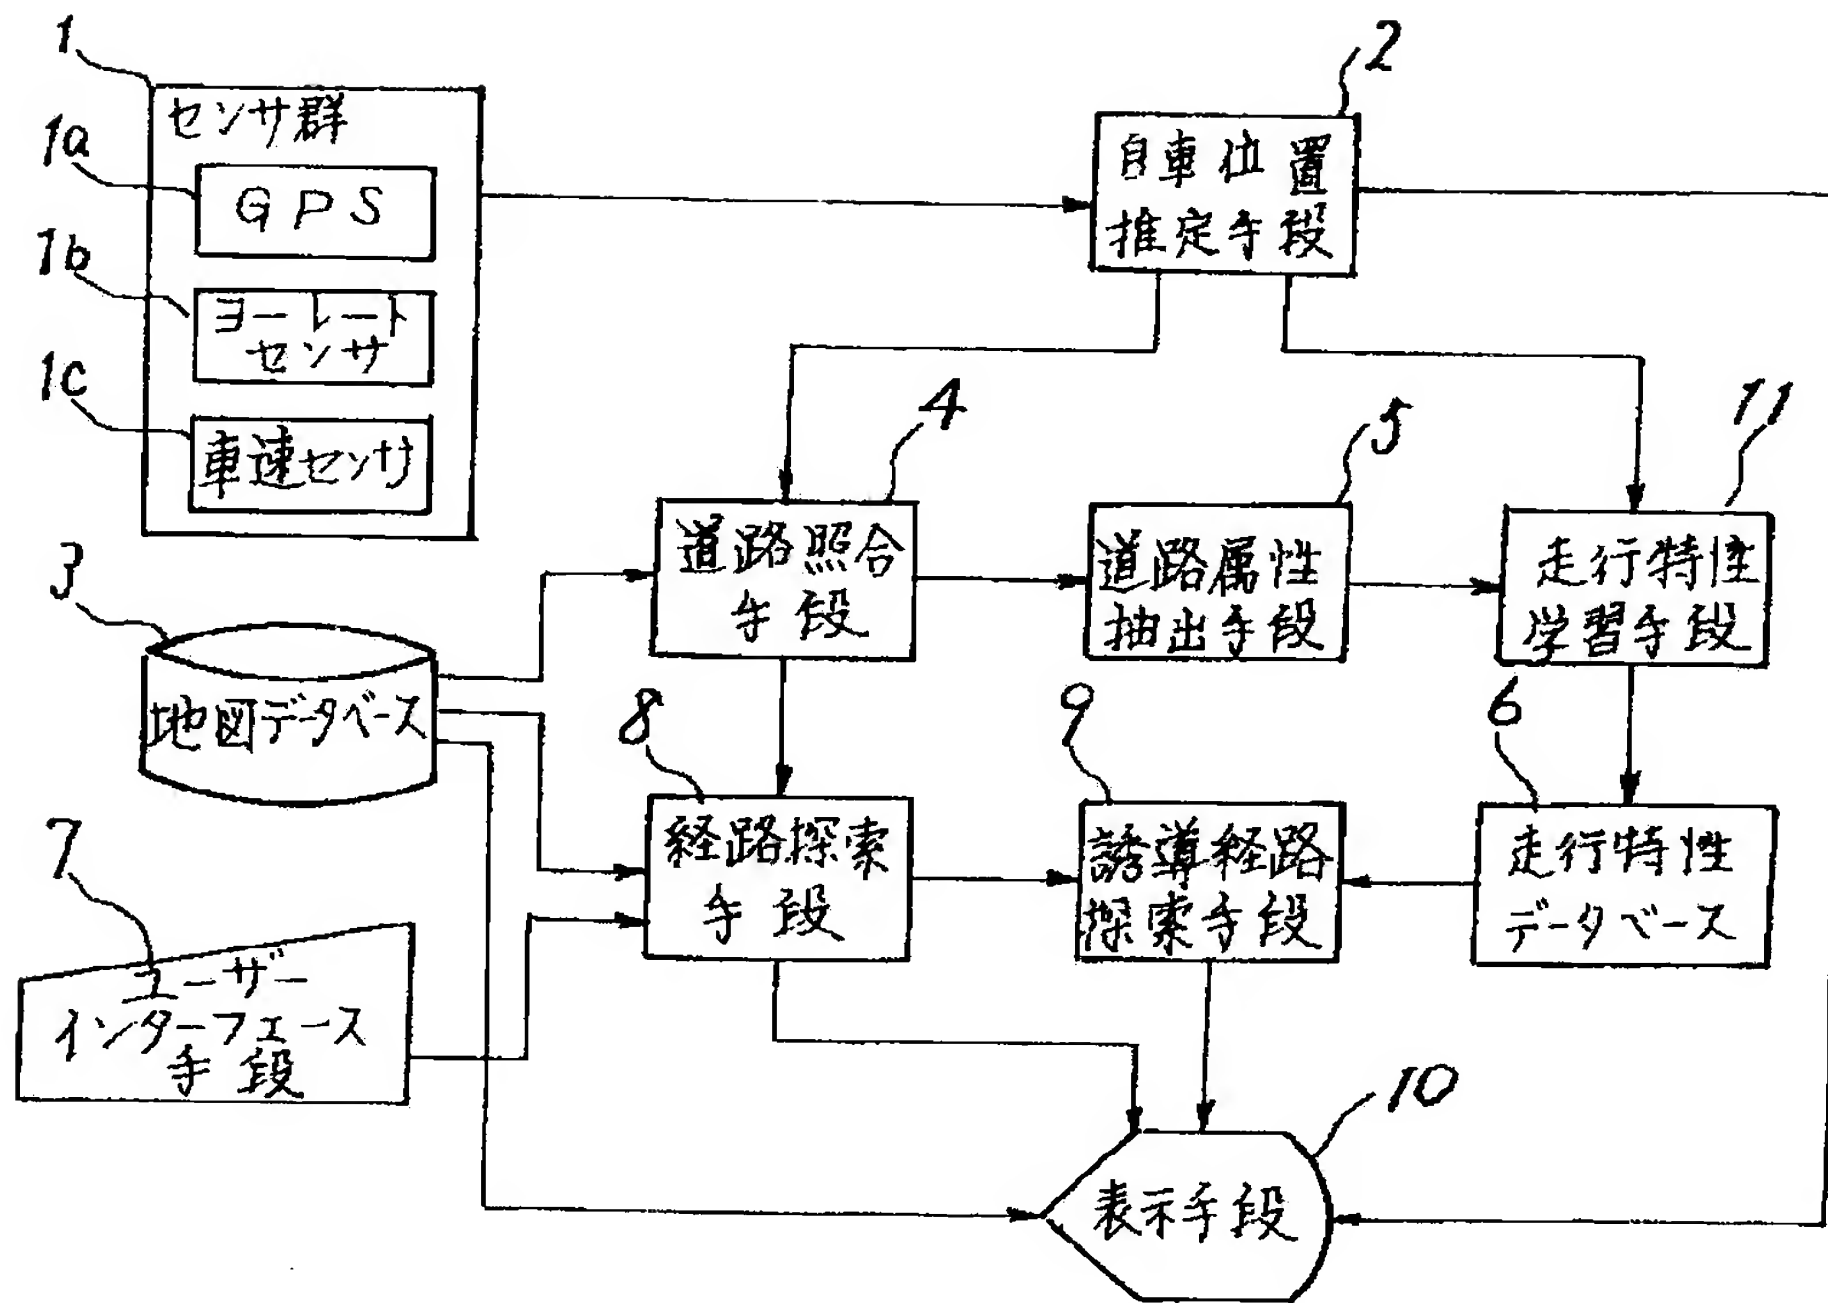 1
センサ群
1a
GPS
1b
ヨーレート
センサ
1c
車速センサ
2
自車位置
推定手段
3
地図データベース
4
道路照合
手段
5
道路属性
抽出手段
11
走行特性
学習手段
6
走行特性
データベース
7
ユーザー
インターフェース
手段
8
経路探索
手段
9
誘導経路
探索手段
10
表示手段